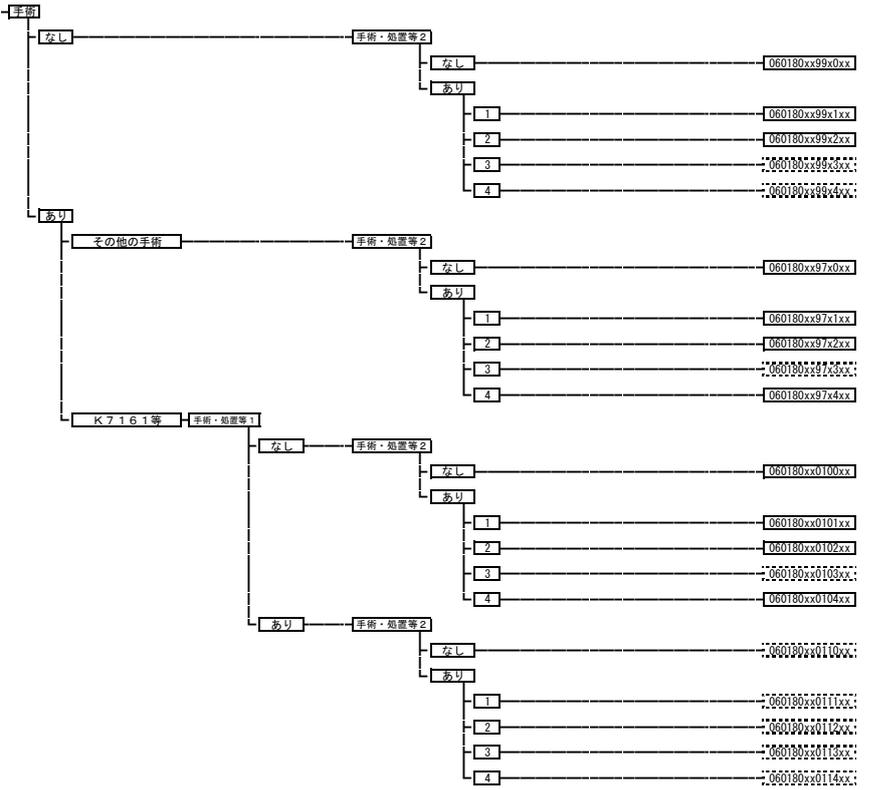 手術
なし 手術・処置等2
なし 060180xx99x0xx
あり
1 060180xx99x1xx
2 060180xx99x2xx
3 060180xx99x3xx
4 060180xx99x4xx
あり
その他の手術 手術・処置等2
なし 060180xx97x0xx
あり
1 060180xx97x1xx
2 060180xx97x2xx
3 060180xx97x3xx
4 060180xx97x4xx
K7161等 手術・処置等1
なし 手術・処置等2
なし 060180xx0100xx
あり
1 060180xx0101xx
2 060180xx0102xx
3 060180xx0103xx
4 060180xx0104xx
あり 手術・処置等2
なし 060180xx0110xx
あり
1 060180xx0111xx
2 060180xx0112xx
3 060180xx0113xx
4 060180xx0114xx